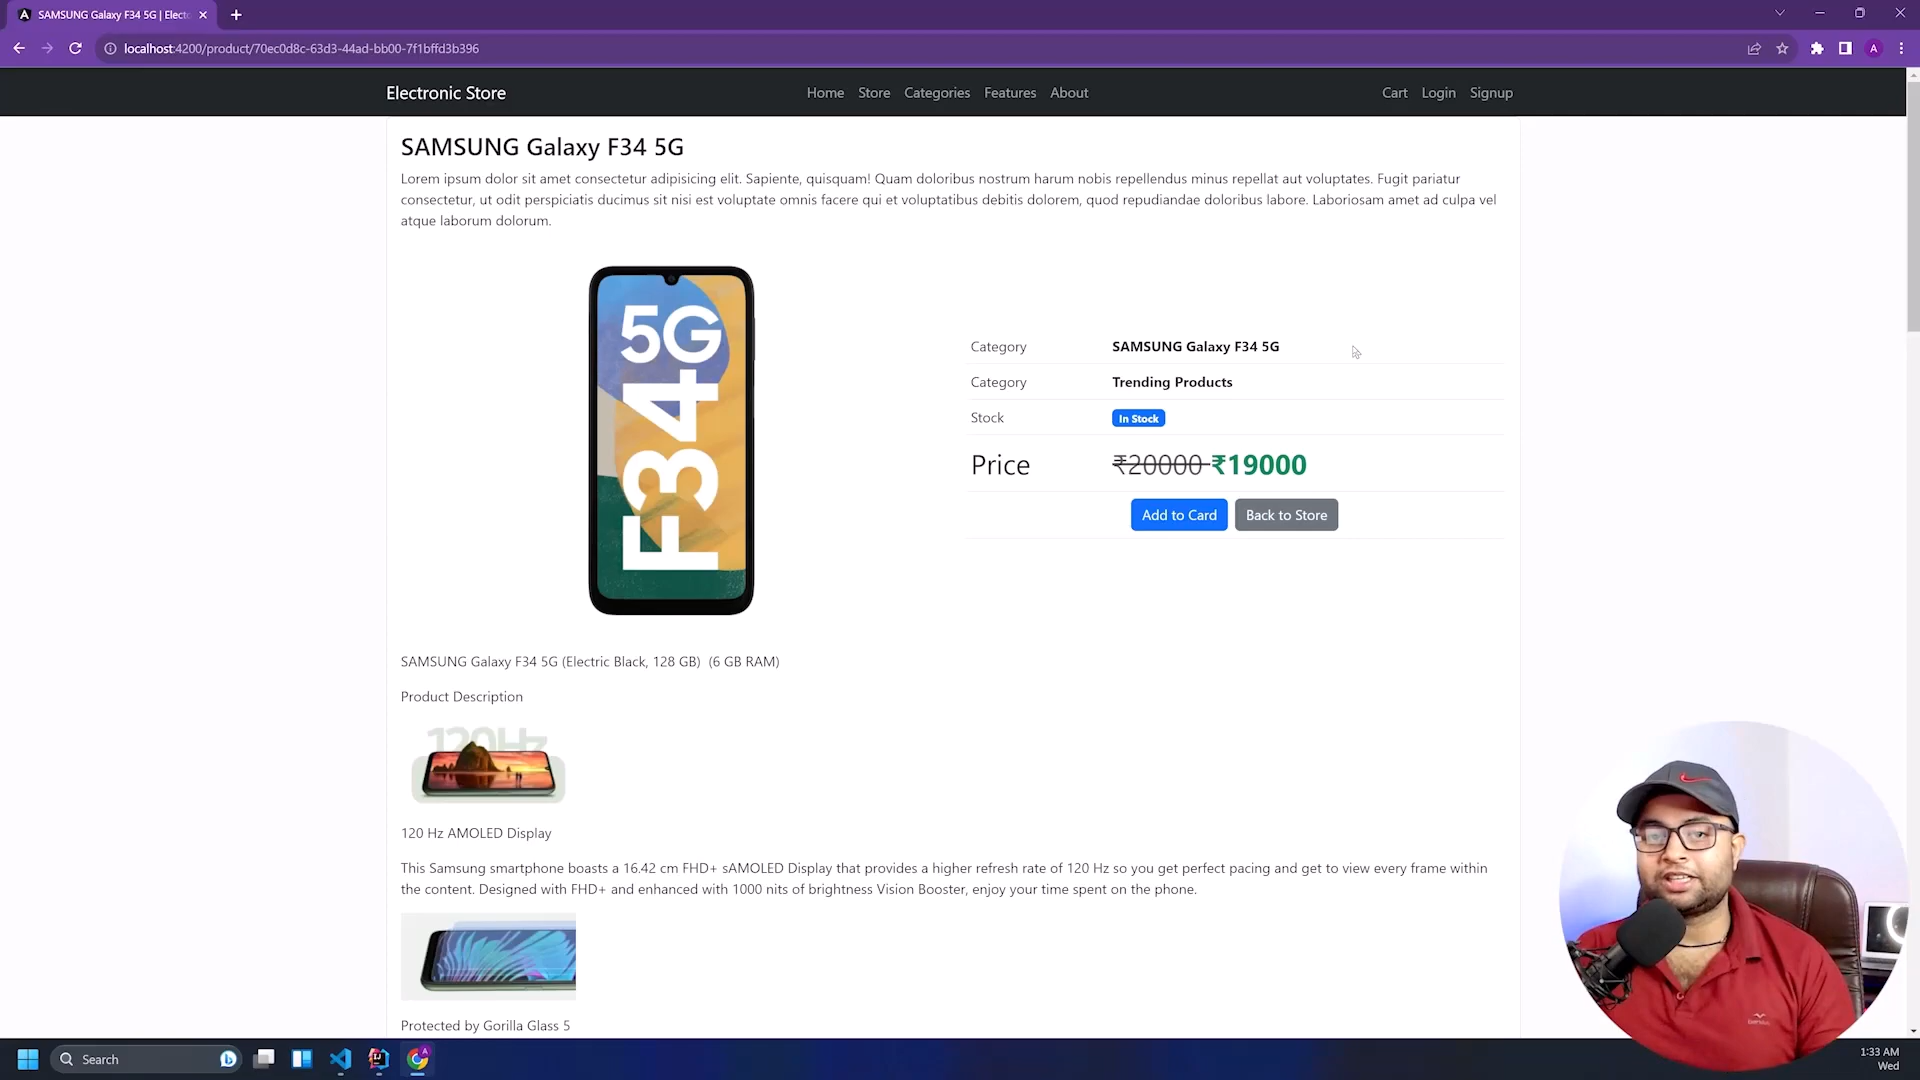 SAMSUNG Galaxy F34 5G | Electo
localhost:4200/product/70ec0d8c-63d3-44ad-bb00-7f1bffd3b396
A
Electronic Store
Home Store Categories Features About
Cart Login Signup
SAMSUNG Galaxy F34 5G
Lorem ipsum dolor sit amet consectetur adipisicing elit. Sapiente, quisquam! Quam doloribus nostrum harum nobis repellendus minus repellat aut voluptates. Fugit pariatur
consectetur, ut odit perspiciatis ducimus sit nisi est voluptate omnis facere qui et voluptatibus debitis dolorem, quod repudiandae doloribus labore. Laboriosam amet ad culpa vel
atque laborum dolorum.
5G
F34
Category SAMSUNG Galaxy F34 5G
Category Trending Products
Stock In Stock
Price ₹20000 ₹19000
Add to Card Back to Store
SAMSUNG Galaxy F34 5G (Electric Black, 128 GB) (6 GB RAM)
Product Description
120Hz
120 Hz AMOLED Display
This Samsung smartphone boasts a 16.42 cm FHD+ sAMOLED Display that provides a higher refresh rate of 120 Hz so you get perfect pacing and get to view every frame within
the content. Designed with FHD+ and enhanced with 1000 nits of brightness Vision Booster, enjoy your time spent on the phone.
Protected by Gorilla Glass 5
Search
1:33 AM
Wed